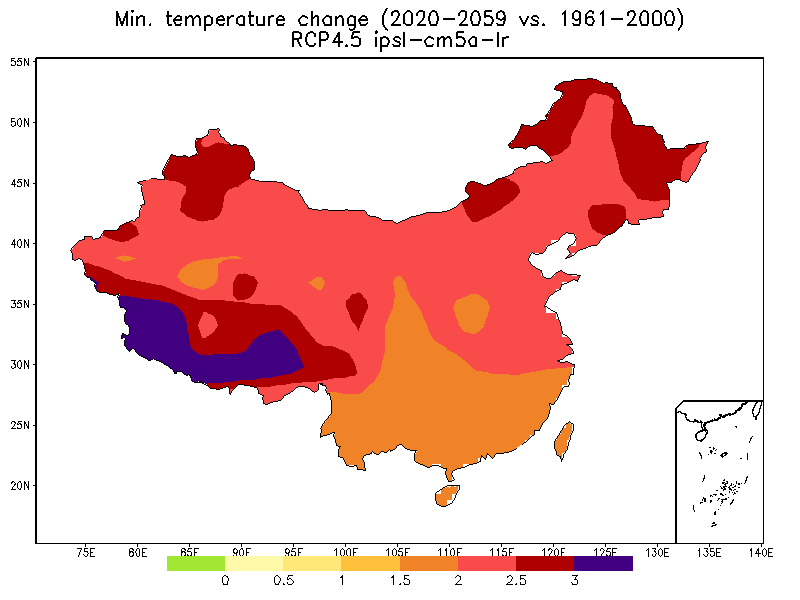 Min. temperature change (2020-2059 vs. 1961-2000)
RCP4.5 ipsl-cm5a-lr
55N
50N
45N
40N
35N
30N
25N
20N
75E 80E 85E 90E 95E 100E 105E 110E 115E 120E 125E 130E 135E 140E
0 0.5 1 1.5 2 2.5 3